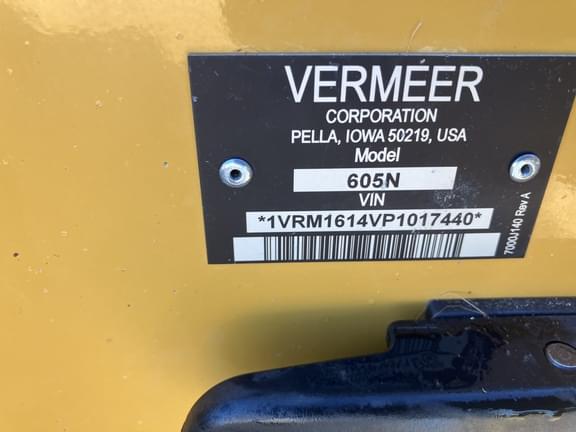 VERMEER
CORPORATION
PELLA, IOWA 50219, USA
Model
605N
VIN
*1VRM1614VP1017440*
7000J140 Rev A